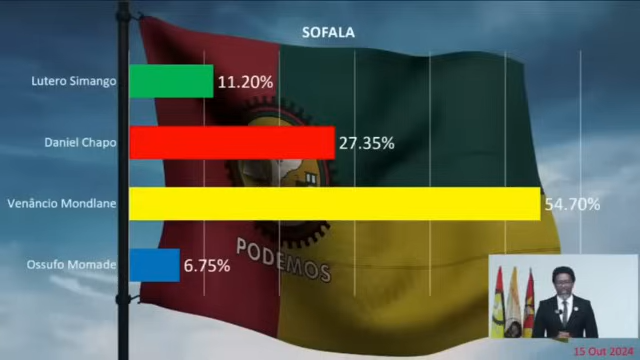 SOFALA
Lutero Simango 11.20%
Daniel Chapo 27.35%
Venâncio Mondlane 54.70%
Ossufo Momade 6.75%
PODEMOS
15 Out 2024